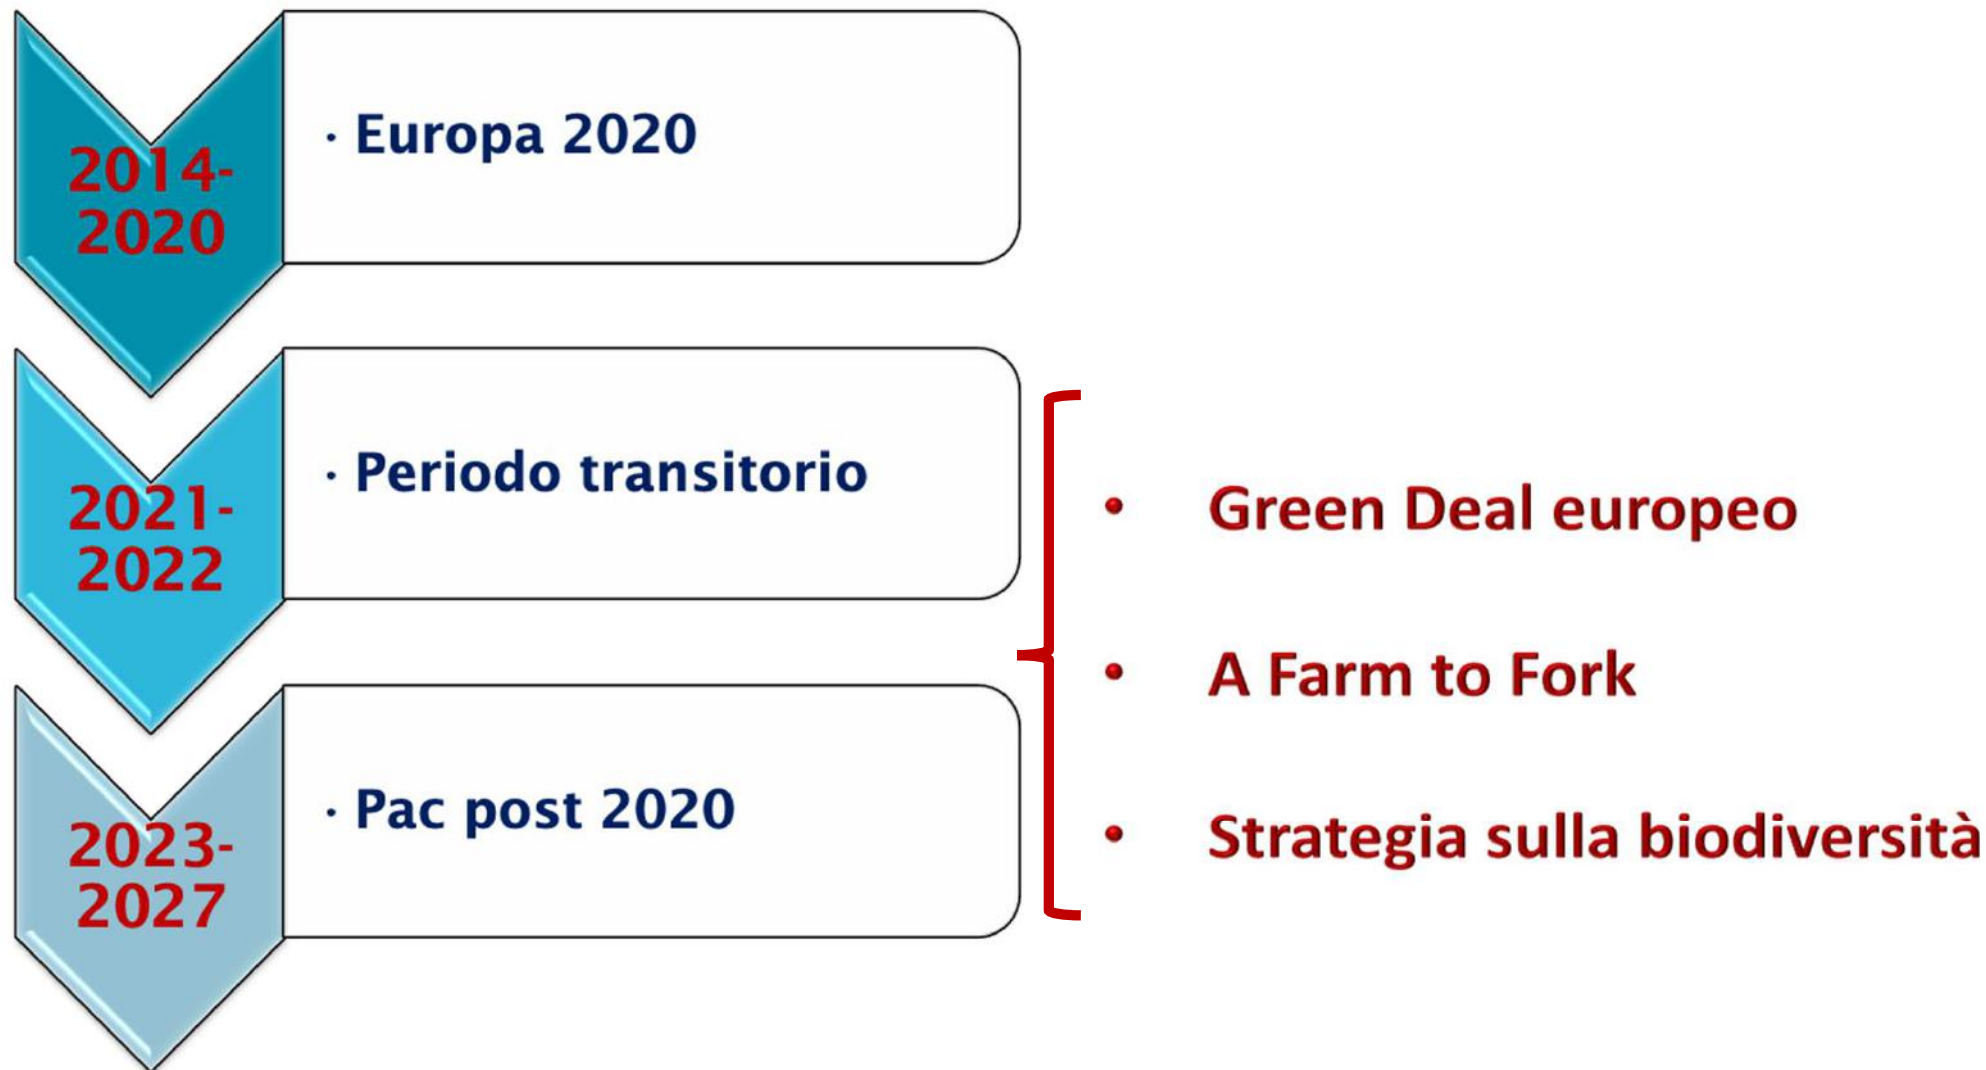 2014-
2020
· Europa 2020
2021-
2022
· Periodo transitorio
2023-
2027
· Pac post 2020
• Green Deal europeo
• A Farm to Fork
• Strategia sulla biodiversità